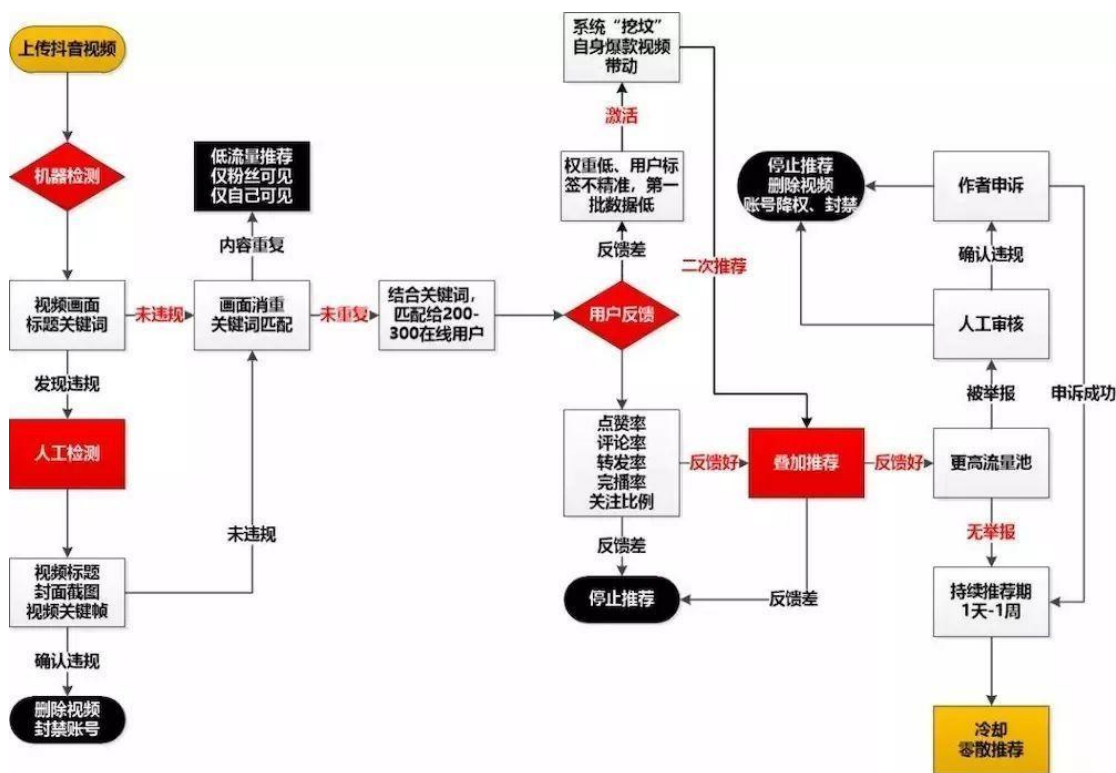 上传抖音视频
机器检测
视频画面
标题关键词
发现违规
人工检测
视频标题
封面截图
视频关键帧
确认违规
删除视频
封禁账号
未违规
未违规
低流量推荐
仅粉丝可见
仅自己可见
内容重复
画面消重
关键词匹配
未重复
结合关键词，
匹配给200-
300在线用户
系统“挖坟”
自身爆款视频
带动
激活
权重低、用户标
签不精准，第一
批数据低
反馈差
用户反馈
点赞率
评论率
转发率
完播率
关注比例
反馈差
停止推荐
反馈好
二次推荐
叠加推荐
反馈差
反馈好
停止推荐
删除视频
账号降权、封禁
作者申诉
确认违规
人工审核
被举报
申诉成功
更高流量池
无举报
持续推荐期
1天-1周
冷却
零散推荐